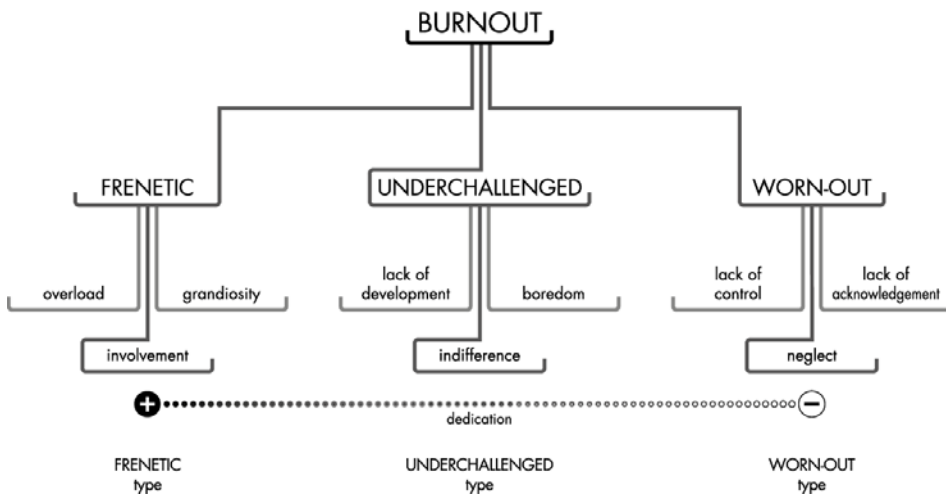 BURNOUT
FRENETIC
UNDERCHALLENGED
WORN-OUT
overload
grandiosity
lack of
development
boredom
lack of
control
lack of
acknowledgement
involvement
indifference
neglect
+
−
dedication
FRENETIC
type
UNDERCHALLENGED
type
WORN-OUT
type